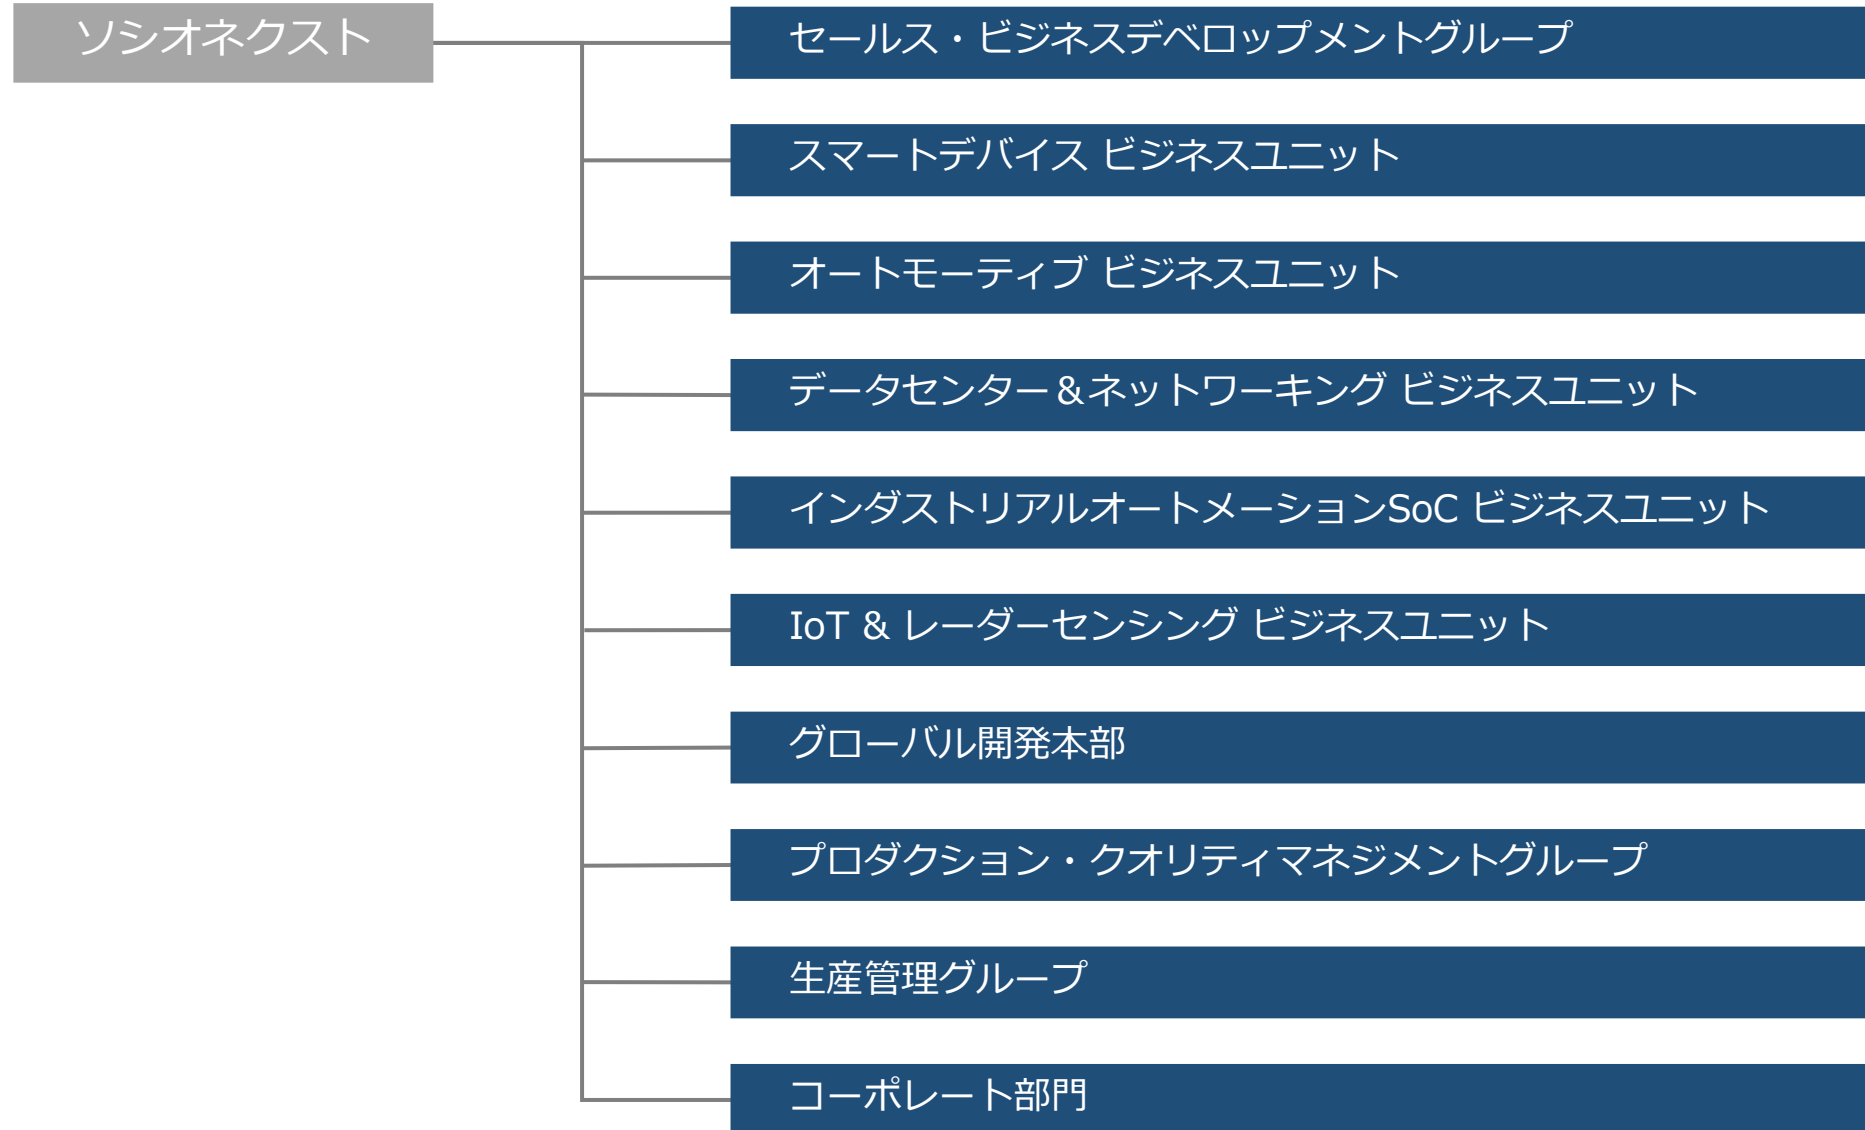 ソシオネクスト
セールス・ビジネスデベロップメントグループ
スマートデバイス ビジネスユニット
オートモーティブ ビジネスユニット
データセンター＆ネットワーキング ビジネスユニット
インダストリアルオートメーションSoC ビジネスユニット
IoT & レーダーセンシング ビジネスユニット
グローバル開発本部
プロダクション・クオリティマネジメントグループ
生産管理グループ
コーポレート部門